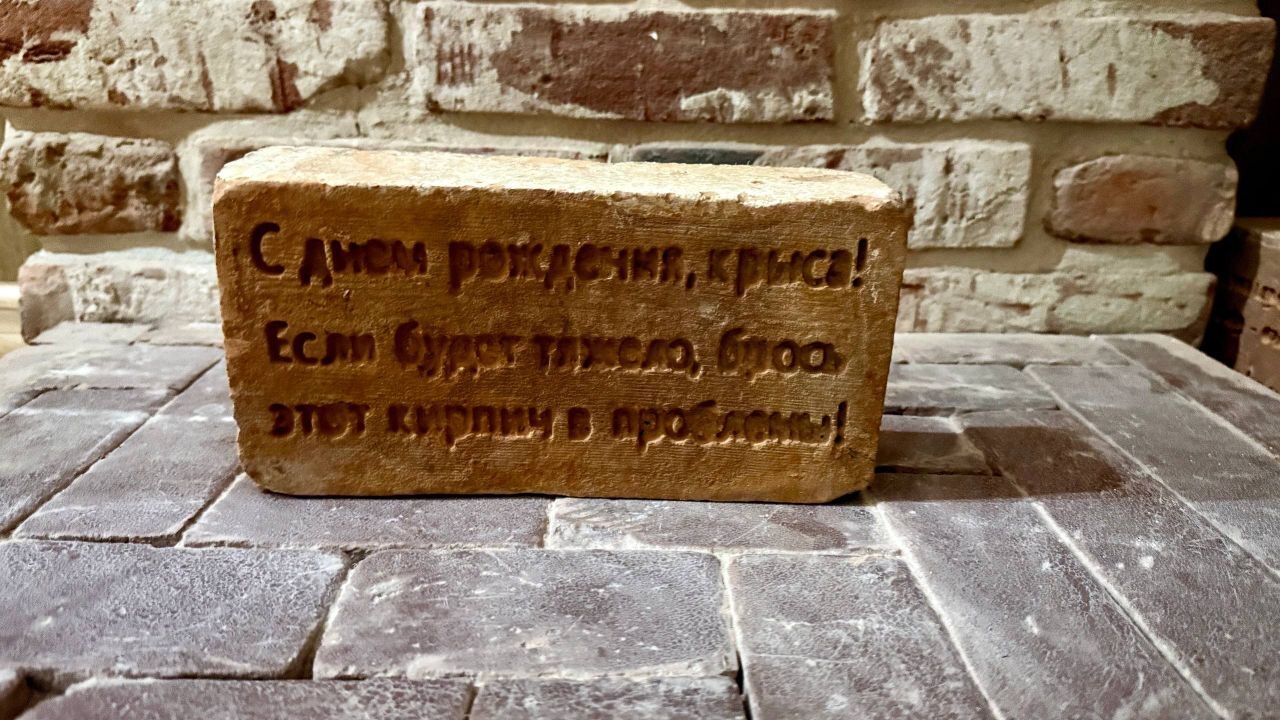 С днем рождения, крыса!
Если будет тяжело, брось
этот кирпич в проблемы!